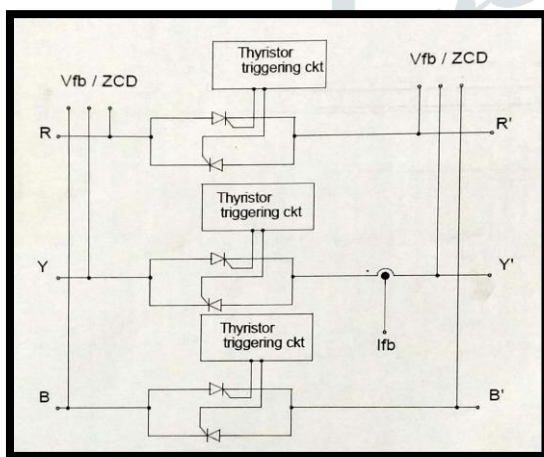 Thyristor
triggering ckt
Vfb / ZCD
Vfb / ZCD
R
R'
Thyristor
triggering ckt
Y
Y'
Ifb
Thyristor
triggering ckt
B
B'